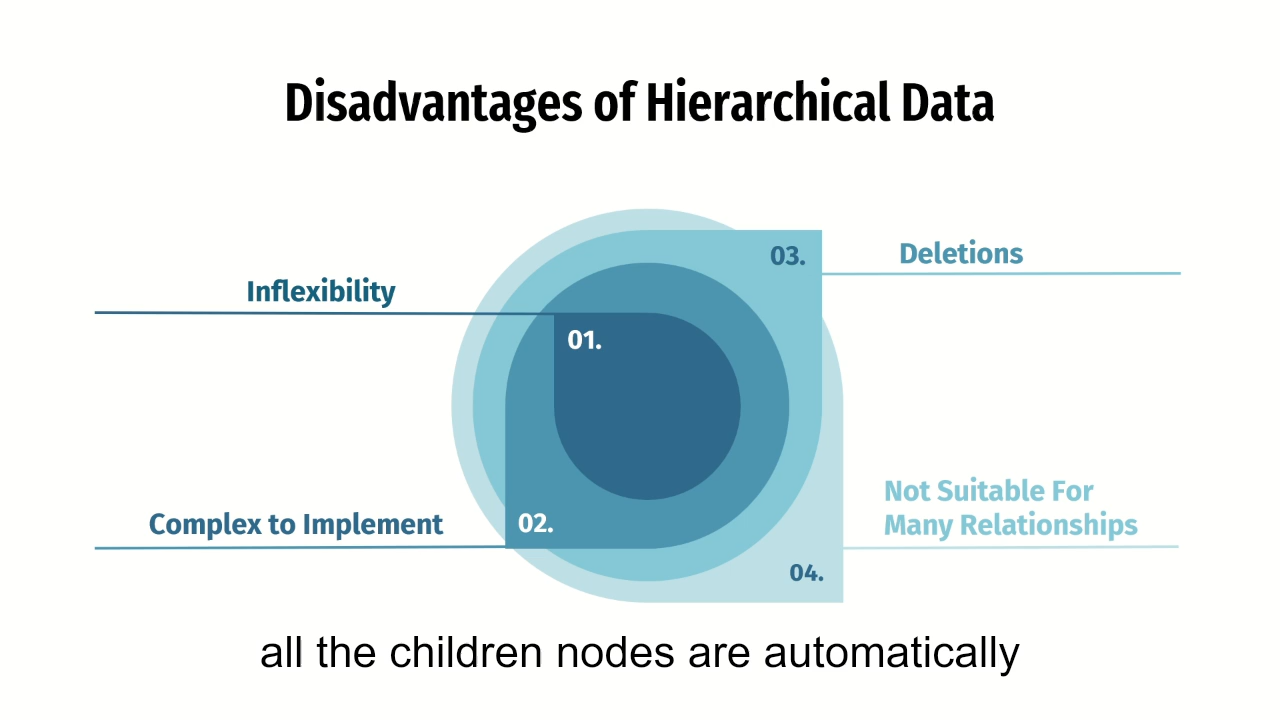 Disadvantages of Hierarchical Data
Inflexibility
01.
Complex to Implement
02.
03.
Deletions
Not Suitable For
Many Relationships
04.
all the children nodes are automatically